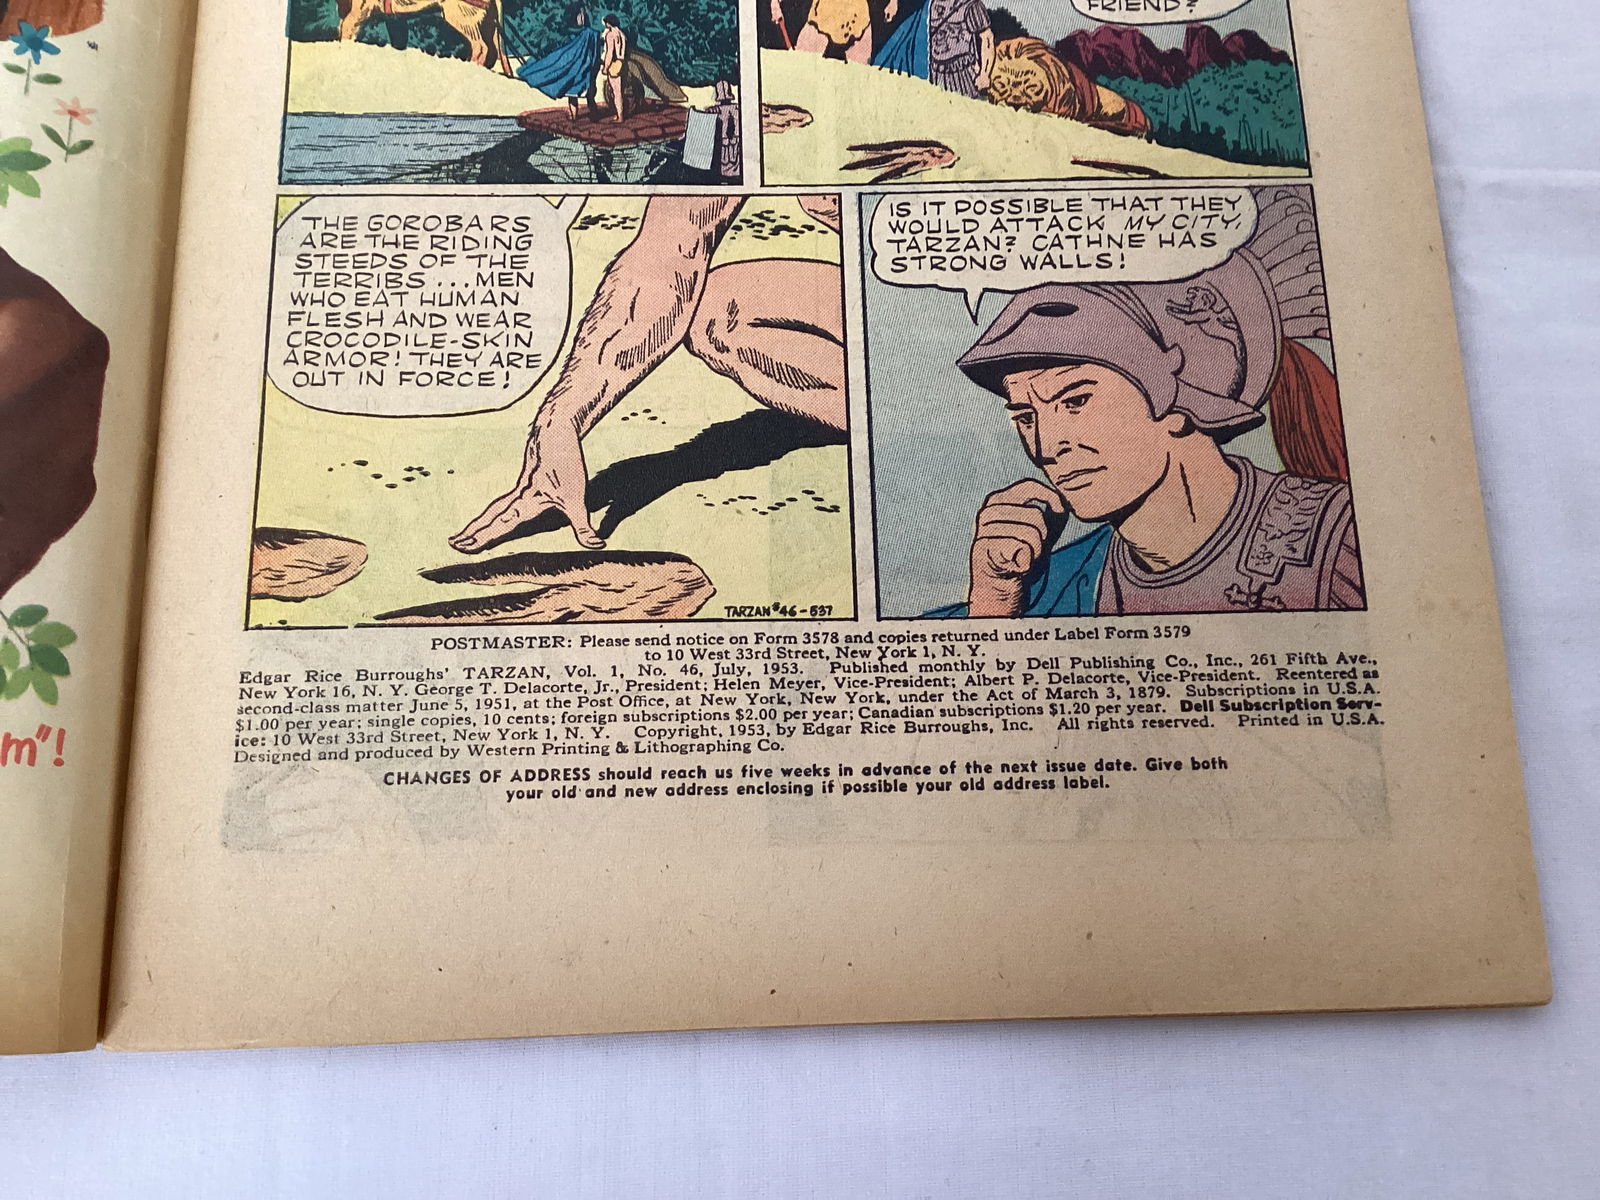 FRIEND?
THE GOROBARS
ARE THE RIDING
STEEDS OF THE
TERRIBS ... MEN
WHO EAT HUMAN
FLESH AND WEAR
CROCODILE-SKIN
ARMOR! THEY ARE
OUT IN FORCE!
TARZAN #46-537
IS IT POSSIBLE THAT THEY
WOULD ATTACK MY CITY,
TARZAN? CATHNE HAS
STRONG WALLS!
POSTMASTER: Please send notice on Form 3578 and copies returned under Label Form 3579
to 10 West 33rd Street, New York 1, N. Y.
Edgar Rice Burroughs' TARZAN, Vol. 1, No. 46, July, 1953. Published monthly by Dell Publishing Co., Inc., 261 Fifth Ave.,
New York 16, N. Y. George T. Delacorte, Jr., President; Helen Meyer, Vice-President; Albert P. Delacorte, Vice-President. Reentered as
second-class matter June 5, 1951, at the Post Office, at New York, New York, under the Act of March 3, 1879. Subscriptions in U.S.A.
$1.00 per year; single copies, 10 cents; foreign subscriptions $2.00 per year; Canadian subscriptions $1.20 per year. Dell Subscription Serv-
ice: 10 West 33rd Street, New York 1, N. Y. Copyright, 1953, by Edgar Rice Burroughs, Inc. All rights reserved. Printed in U.S.A.
Designed and produced by Western Printing & Lithographing Co.
CHANGES OF ADDRESS should reach us five weeks in advance of the next issue date. Give both
your old and new address enclosing if possible your old address label.
m"!